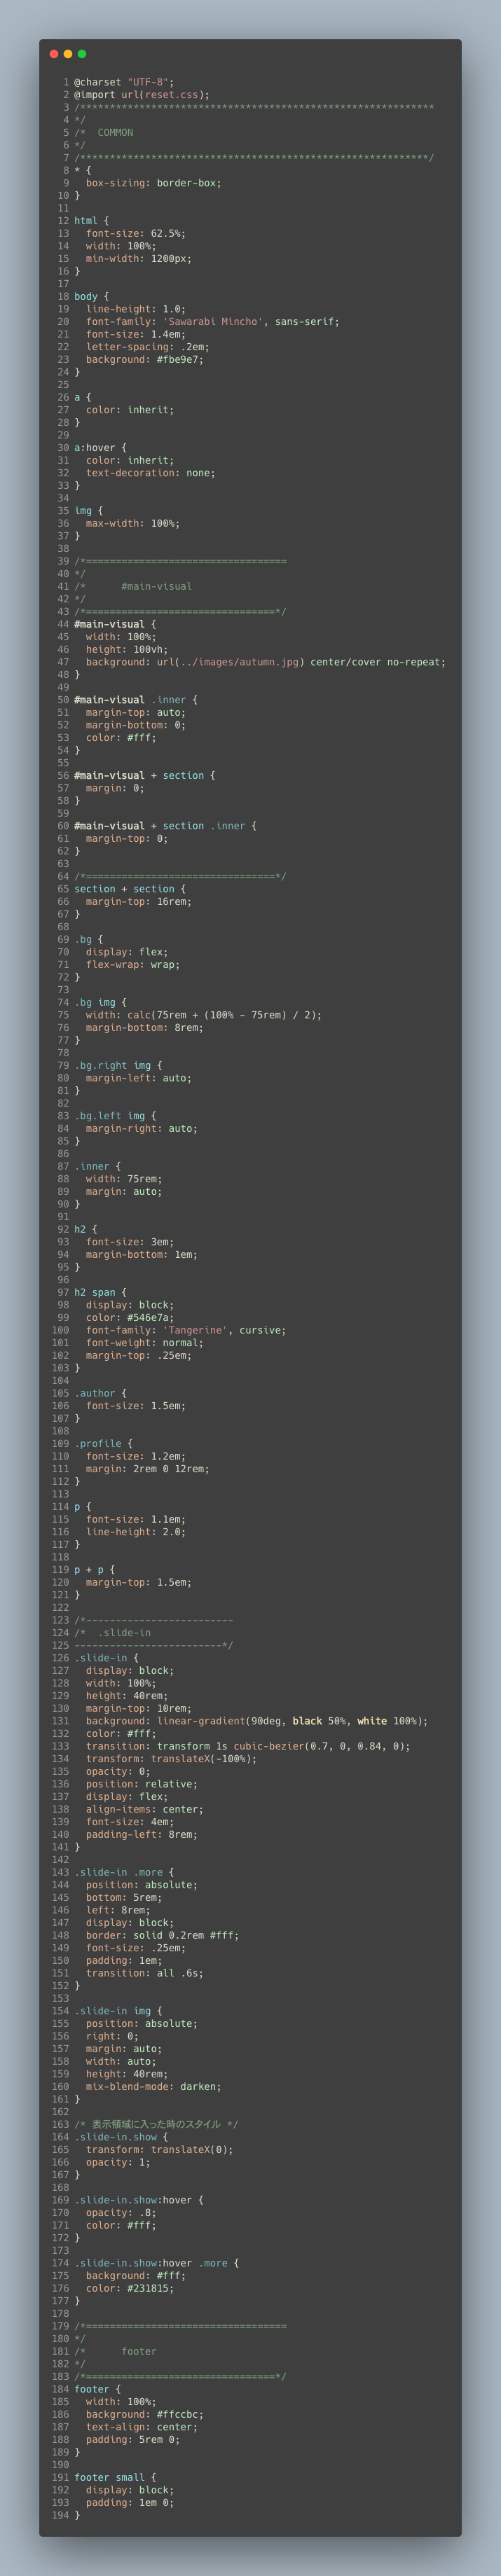 1 @charset "UTF-8";
2 @import url(reset.css);
3 /************************************************************
4 */
5 /*  COMMON
6 */
7 /***********************************************************/
8 * {
9   box-sizing: border-box;
10 }
11
12 html {
13   font-size: 62.5%;
14   width: 100%;
15   min-width: 1200px;
16 }
17
18 body {
19   line-height: 1.0;
20   font-family: 'Sawarabi Mincho', sans-serif;
21   font-size: 1.4em;
22   letter-spacing: .2em;
23   background: #fbe9e7;
24 }
25
26 a {
27   color: inherit;
28 }
29
30 a:hover {
31   color: inherit;
32   text-decoration: none;
33 }
34
35 img {
36   max-width: 100%;
37 }
38
39 /*==================================
40 */
41 /*      #main-visual
42 */
43 /*================================*/
44 #main-visual {
45   width: 100%;
46   height: 100vh;
47   background: url(../images/autumn.jpg) center/cover no-repeat;
48 }
49
50 #main-visual .inner {
51   margin-top: auto;
52   margin-bottom: 0;
53   color: #fff;
54 }
55
56 #main-visual + section {
57   margin: 0;
58 }
59
60 #main-visual + section .inner {
61   margin-top: 0;
62 }
63
64 /*================================*/
65 section + section {
66   margin-top: 16rem;
67 }
68
69 .bg {
70   display: flex;
71   flex-wrap: wrap;
72 }
73
74 .bg img {
75   width: calc(75rem + (100% - 75rem) / 2);
76   margin-bottom: 8rem;
77 }
78
79 .bg.right img {
80   margin-left: auto;
81 }
82
83 .bg.left img {
84   margin-right: auto;
85 }
86
87 .inner {
88   width: 75rem;
89   margin: auto;
90 }
91
92 h2 {
93   font-size: 3em;
94   margin-bottom: 1em;
95 }
96
97 h2 span {
98   display: block;
99   color: #546e7a;
100   font-family: 'Tangerine', cursive;
101   font-weight: normal;
102   margin-top: .25em;
103 }
104
105 .author {
106   font-size: 1.5em;
107 }
108
109 .profile {
110   font-size: 1.2em;
111   margin: 2rem 0 12rem;
112 }
113
114 p {
115   font-size: 1.1em;
116   line-height: 2.0;
117 }
118
119 p + p {
120   margin-top: 1.5em;
121 }
122
123 /*-------------------------
124 /*  .slide-in
125 -------------------------*/
126 .slide-in {
127   display: block;
128   width: 100%;
129   height: 40rem;
130   margin-top: 10rem;
131   background: linear-gradient(90deg, black 50%, white 100%);
132   color: #fff;
133   transition: transform 1s cubic-bezier(0.7, 0, 0.84, 0);
134   transform: translateX(-100%);
135   opacity: 0;
136   position: relative;
137   display: flex;
138   align-items: center;
139   font-size: 4em;
140   padding-left: 8rem;
141 }
142
143 .slide-in .more {
144   position: absolute;
145   bottom: 5rem;
146   left: 8rem;
147   display: block;
148   border: solid 0.2rem #fff;
149   font-size: .25em;
150   padding: 1em;
151   transition: all .6s;
152 }
153
154 .slide-in img {
155   position: absolute;
156   right: 0;
157   margin: auto;
158   width: auto;
159   height: 40rem;
160   mix-blend-mode: darken;
161 }
162
163 /* 表示領域に入った時のスタイル */
164 .slide-in.show {
165   transform: translateX(0);
166   opacity: 1;
167 }
168
169 .slide-in.show:hover {
170   opacity: .8;
171   color: #fff;
172 }
173
174 .slide-in.show:hover .more {
175   background: #fff;
176   color: #231815;
177 }
178
179 /*==================================
180 */
181 /*      footer
182 */
183 /*================================*/
184 footer {
185   width: 100%;
186   background: #ffccbc;
187   text-align: center;
188   padding: 5rem 0;
189 }
190
191 footer small {
192   display: block;
193   padding: 1em 0;
194 }